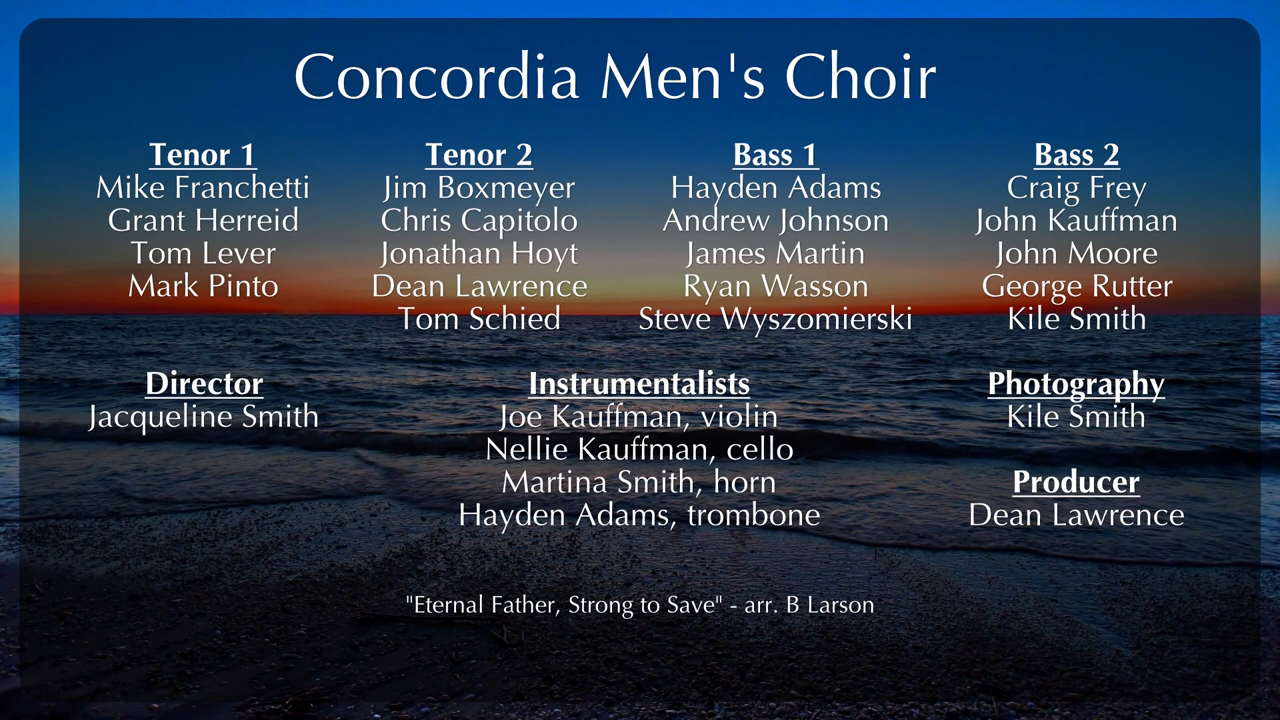 Concordia Men's Choir
Tenor 1
Mike Franchetti
Grant Herreid
Tom Lever
Mark Pinto
Tenor 2
Jim Boxmeyer
Chris Capitolo
Jonathan Hoyt
Dean Lawrence
Tom Schied
Bass 1
Hayden Adams
Andrew Johnson
James Martin
Ryan Wasson
Steve Wyszomierski
Bass 2
Craig Frey
John Kauffman
John Moore
George Rutter
Kile Smith
Director
Jacqueline Smith
Instrumentalists
Joe Kauffman, violin
Nellie Kauffman, cello
Martina Smith, horn
Hayden Adams, trombone
Photography
Kile Smith
Producer
Dean Lawrence
"Eternal Father, Strong to Save" - arr. B Larson